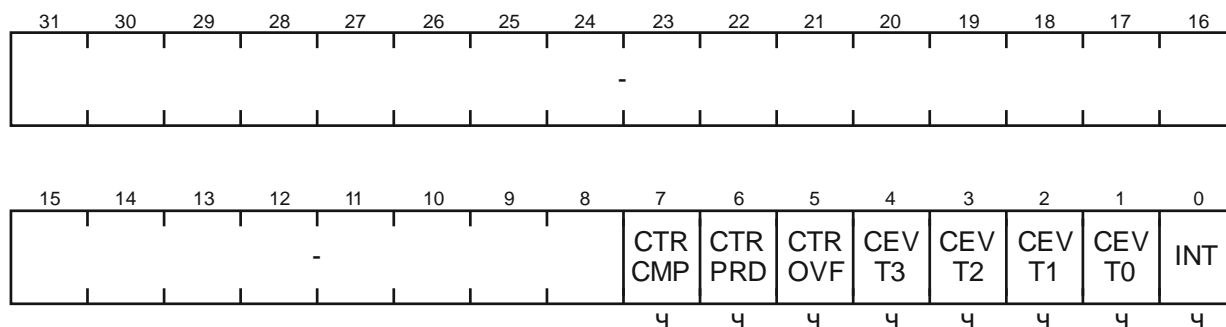 31 30 29 28 27 26 25 24 23 22 21 20 19 18 17 16
-
15 14 13 12 11 10 9 8 7 6 5 4 3 2 1 0
-
CTR CTR CTR CEV CEV CEV CEV INT
CMP PRD OVF T3 T2 T1 T0
ч ч ч ч ч ч ч ч